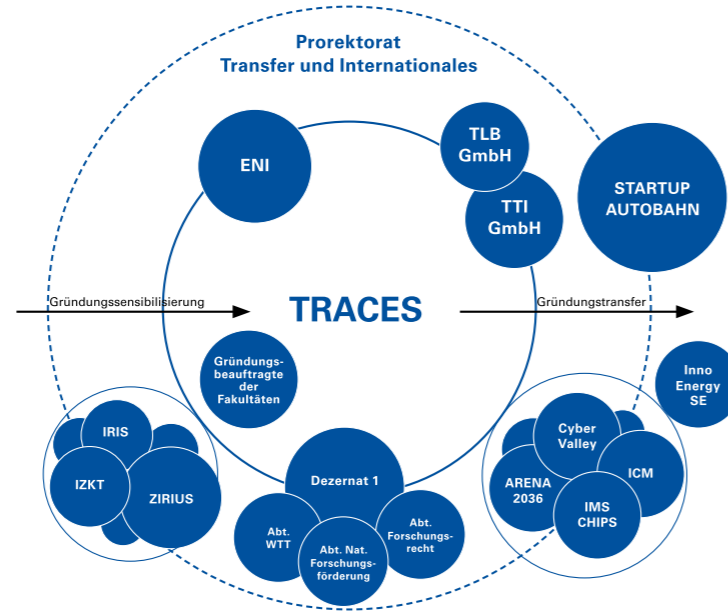 Prorektorat
Transfer und Internationales
ENI
TLB
GmbH
TTI
GmbH
STARTUP
AUTOBAHN
Gründungssensibilisierung
TRACES
Gründungstransfer
Gründungs-
beauftragte
der
Fakultäten
Inno
Energy
SE
IRIS
IZKT
ZIRIUS
Dezernat 1
Abt.
WTT
Abt. Nat.
Forschungs-
förderung
Abt.
Forschungs-
recht
Cyber
Valley
ARENA
2036
ICM
IMS
CHIPS